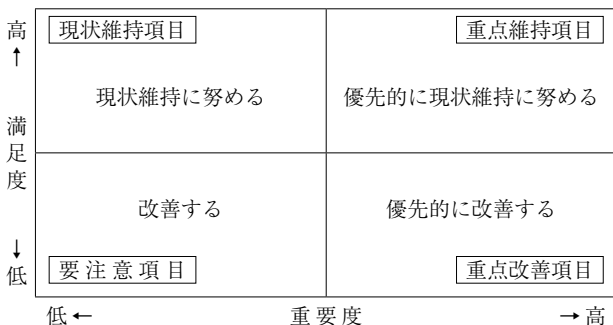 高
↑
満足度
↓
低
現状維持項目
重点維持項目
現状維持に努める
優先的に現状維持に努める
改善する
優先的に改善する
要注意項目
重点改善項目
低 ←
重要度
→ 高